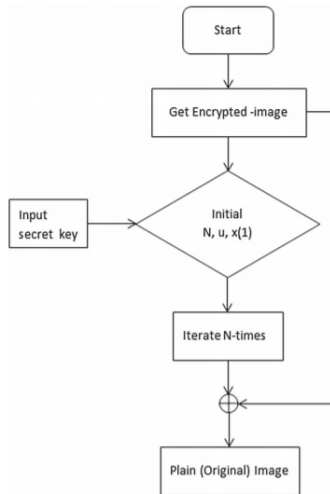 Start
Get Encrypted -image
Input
secret key
Initial
N, u, x(1)
Iterate N-times
Plain (Original) Image